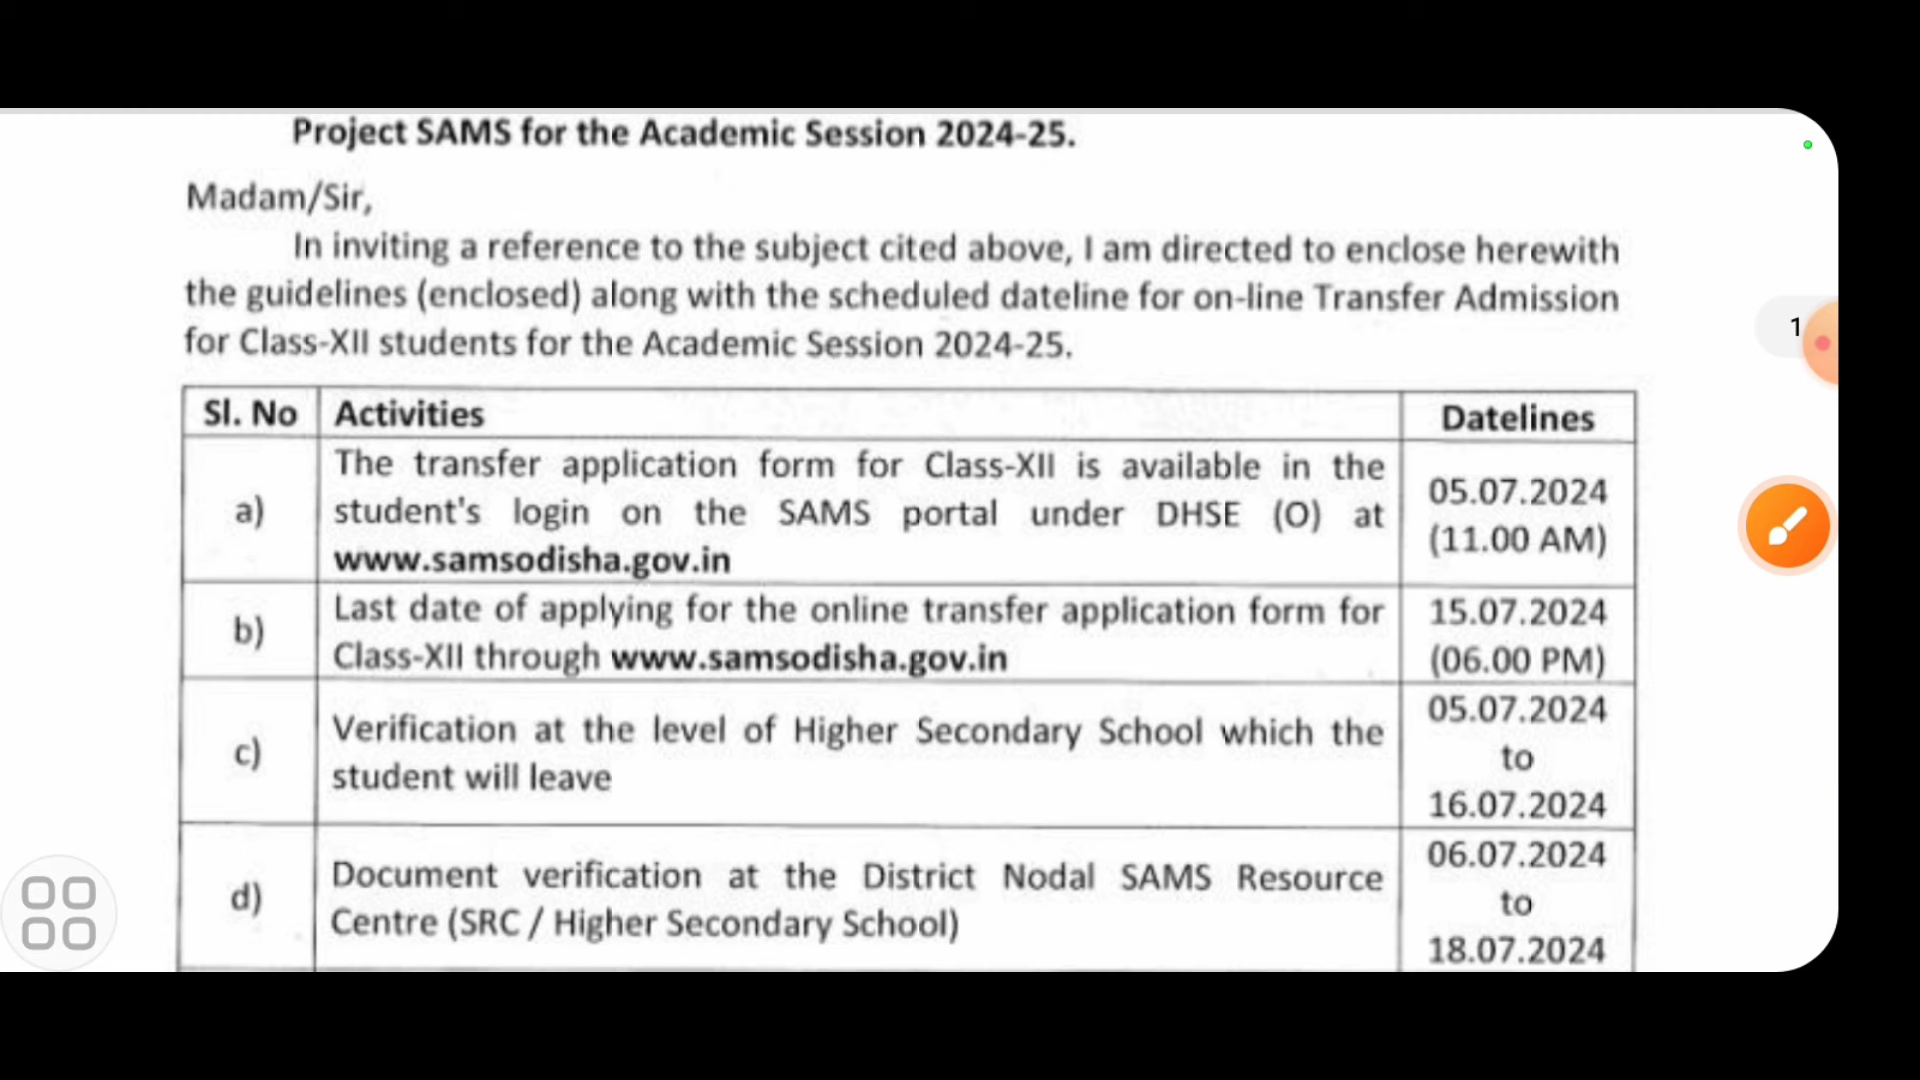 Project SAMS for the Academic Session 2024-25.
Madam/Sir,
In inviting a reference to the subject cited above, I am directed to enclose herewith
the guidelines (enclosed) along with the scheduled dateline for on-line Transfer Admission
for Class-XII students for the Academic Session 2024-25.
1
Sl. No Activities Datelines
a)
The transfer application form for Class-XII is available in the
student's login on the SAMS portal under DHSE (O) at
www.samsodisha.gov.in
05.07.2024
(11.00 AM)
b)
Last date of applying for the online transfer application form for
Class-XII through www.samsodisha.gov.in
15.07.2024
(06.00 PM)
c)
Verification at the level of Higher Secondary School which the
student will leave
05.07.2024
to
16.07.2024
d)
Document verification at the District Nodal SAMS Resource
Centre (SRC / Higher Secondary School)
06.07.2024
to
18.07.2024